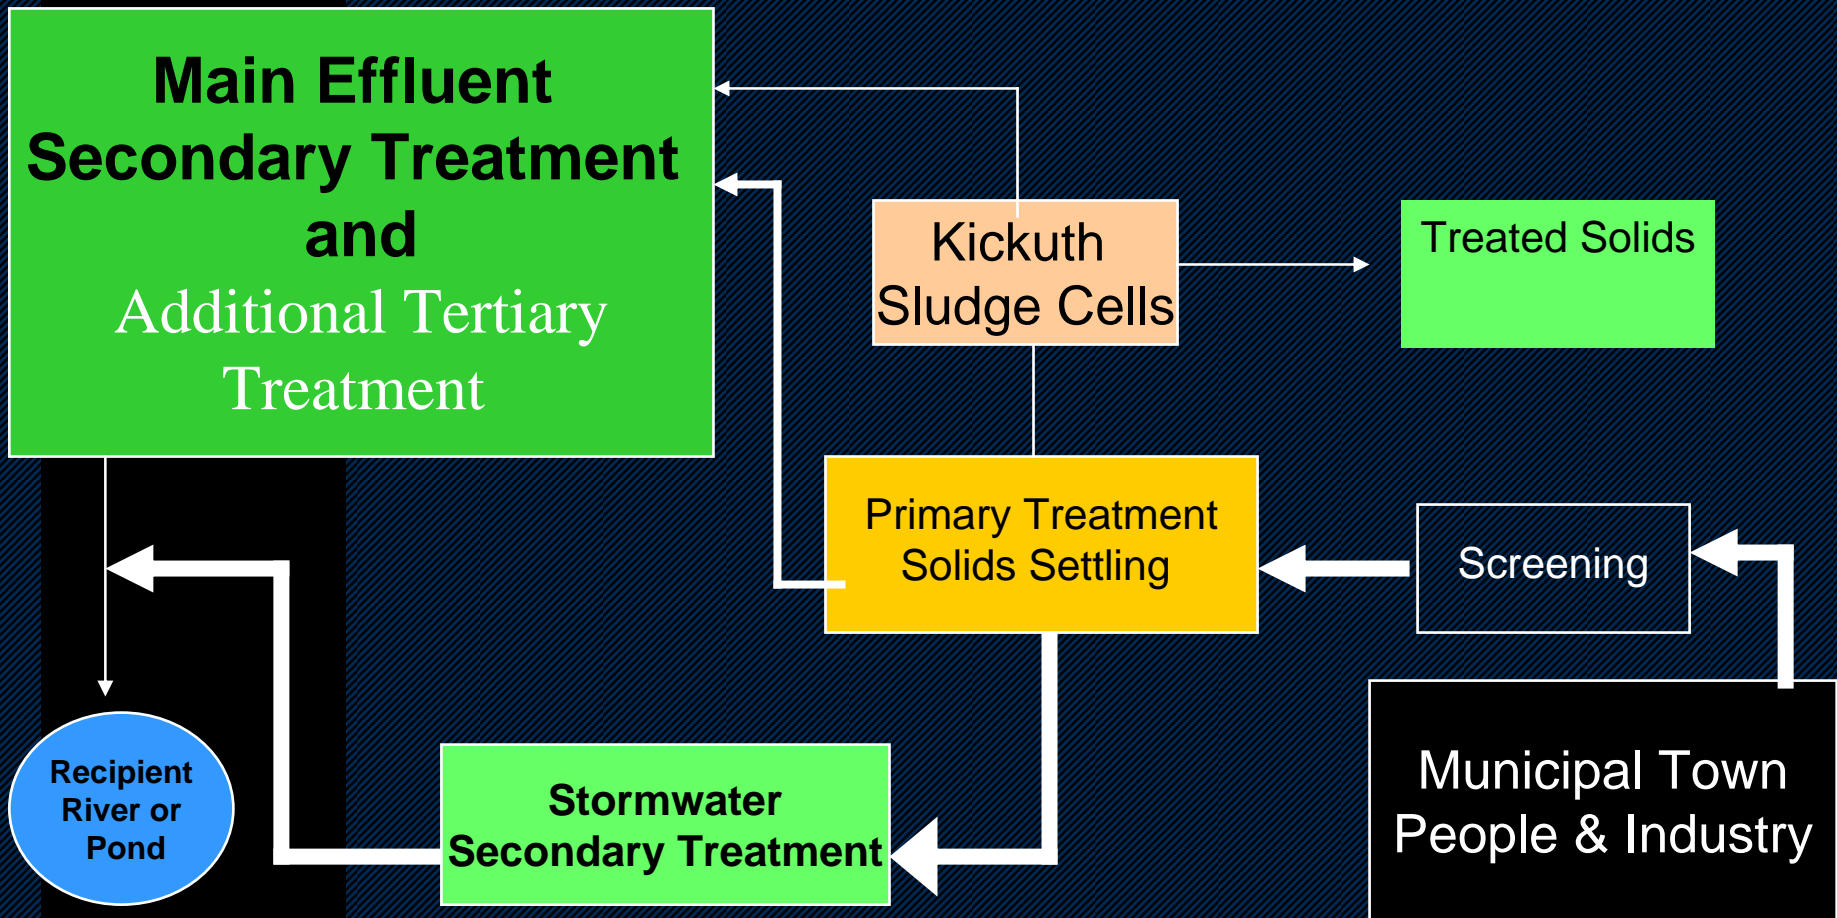 Main Effluent
Secondary Treatment
and
Additional Tertiary
Treatment
Kickuth
Sludge Cells
Treated Solids
Primary Treatment
Solids Settling
Screening
Municipal Town
People & Industry
Stormwater
Secondary Treatment
Recipient
River or
Pond